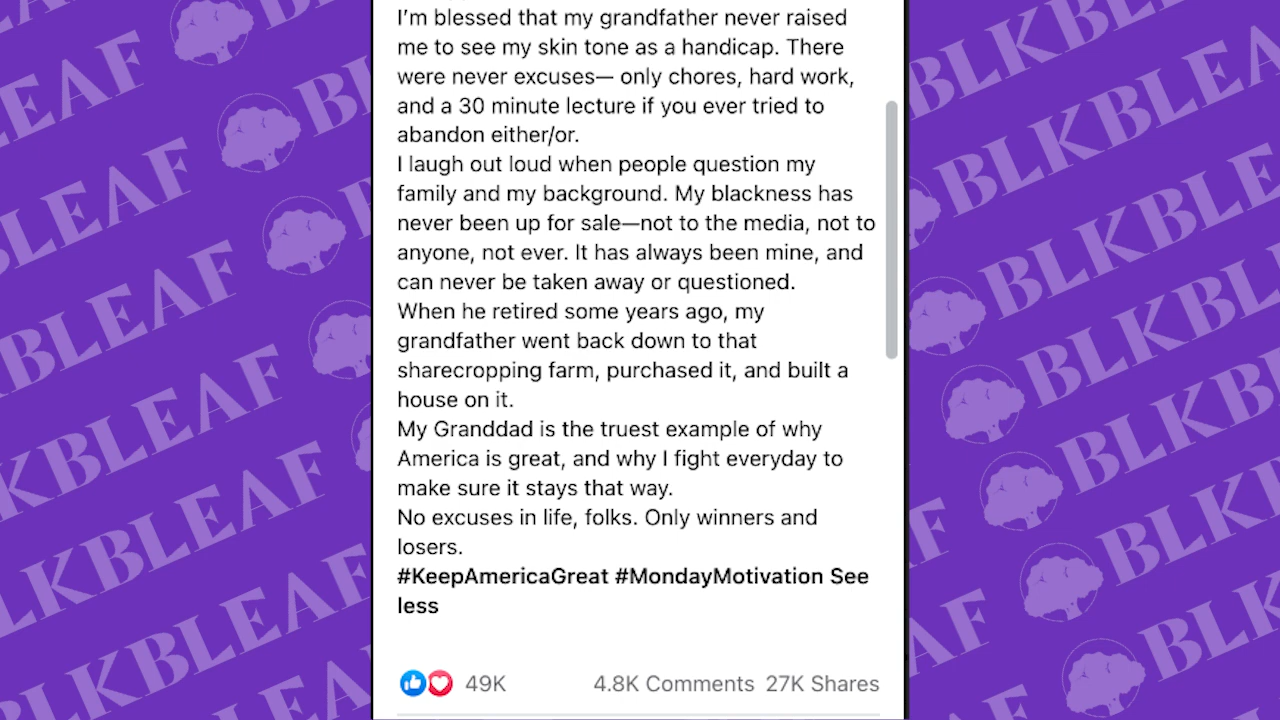 I’m blessed that my grandfather never raised
me to see my skin tone as a handicap. There
were never excuses— only chores, hard work,
and a 30 minute lecture if you ever tried to
abandon either/or.
I laugh out loud when people question my
family and my background. My blackness has
never been up for sale—not to the media, not to
anyone, not ever. It has always been mine, and
can never be taken away or questioned.
When he retired some years ago, my
grandfather went back down to that
sharecropping farm, purchased it, and built a
house on it.
My Granddad is the truest example of why
America is great, and why I fight everyday to
make sure it stays that way.
No excuses in life, folks. Only winners and
losers.
#KeepAmericaGreat #MondayMotivation See
less
49K 4.8K Comments 27K Shares
BLKBLEAF